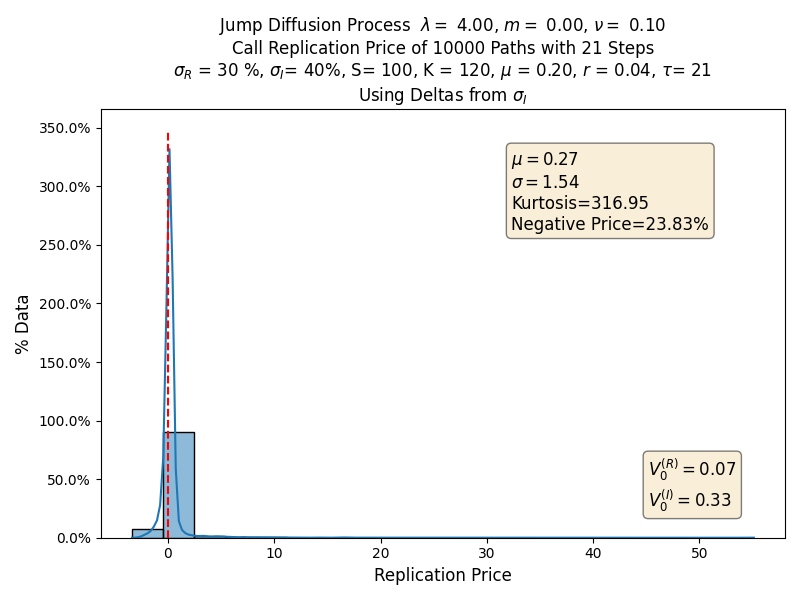 Jump Diffusion Process λ = 4.00, m = 0.00, ν = 0.10
Call Replication Price of 10000 Paths with 21 Steps
σ_R = 30 %, σ_I= 40%, S= 100, K = 120, μ = 0.20, r = 0.04, τ= 21
Using Deltas from σ_I
350.0%
300.0%
250.0%
200.0%
150.0%
100.0%
50.0%
0.0%
% Data
μ = 0.27
σ = 1.54
Kurtosis=316.95
Negative Price=23.83%
V_0^(R) = 0.07
V_0^(I) = 0.33
0 10 20 30 40 50
Replication Price